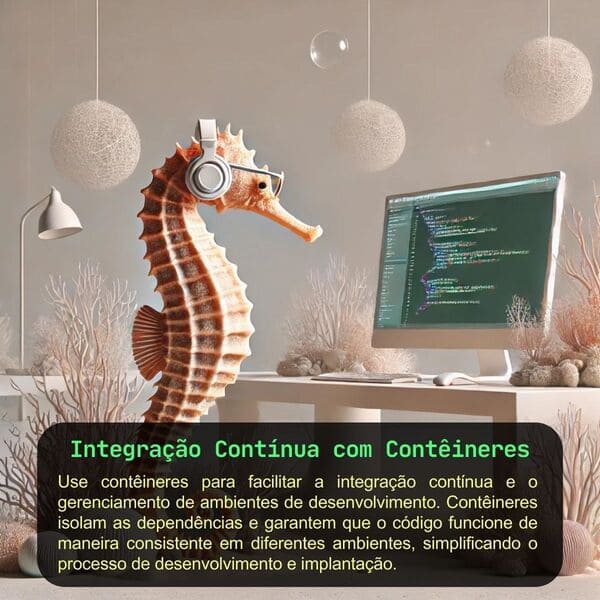 Integração Contínua com Contêineres
Use contêineres para facilitar a integração contínua e o
gerenciamento de ambientes de desenvolvimento. Contêineres
isolam as dependências e garantem que o código funcione de
maneira consistente em diferentes ambientes, simplificando o
processo de desenvolvimento e implantação.